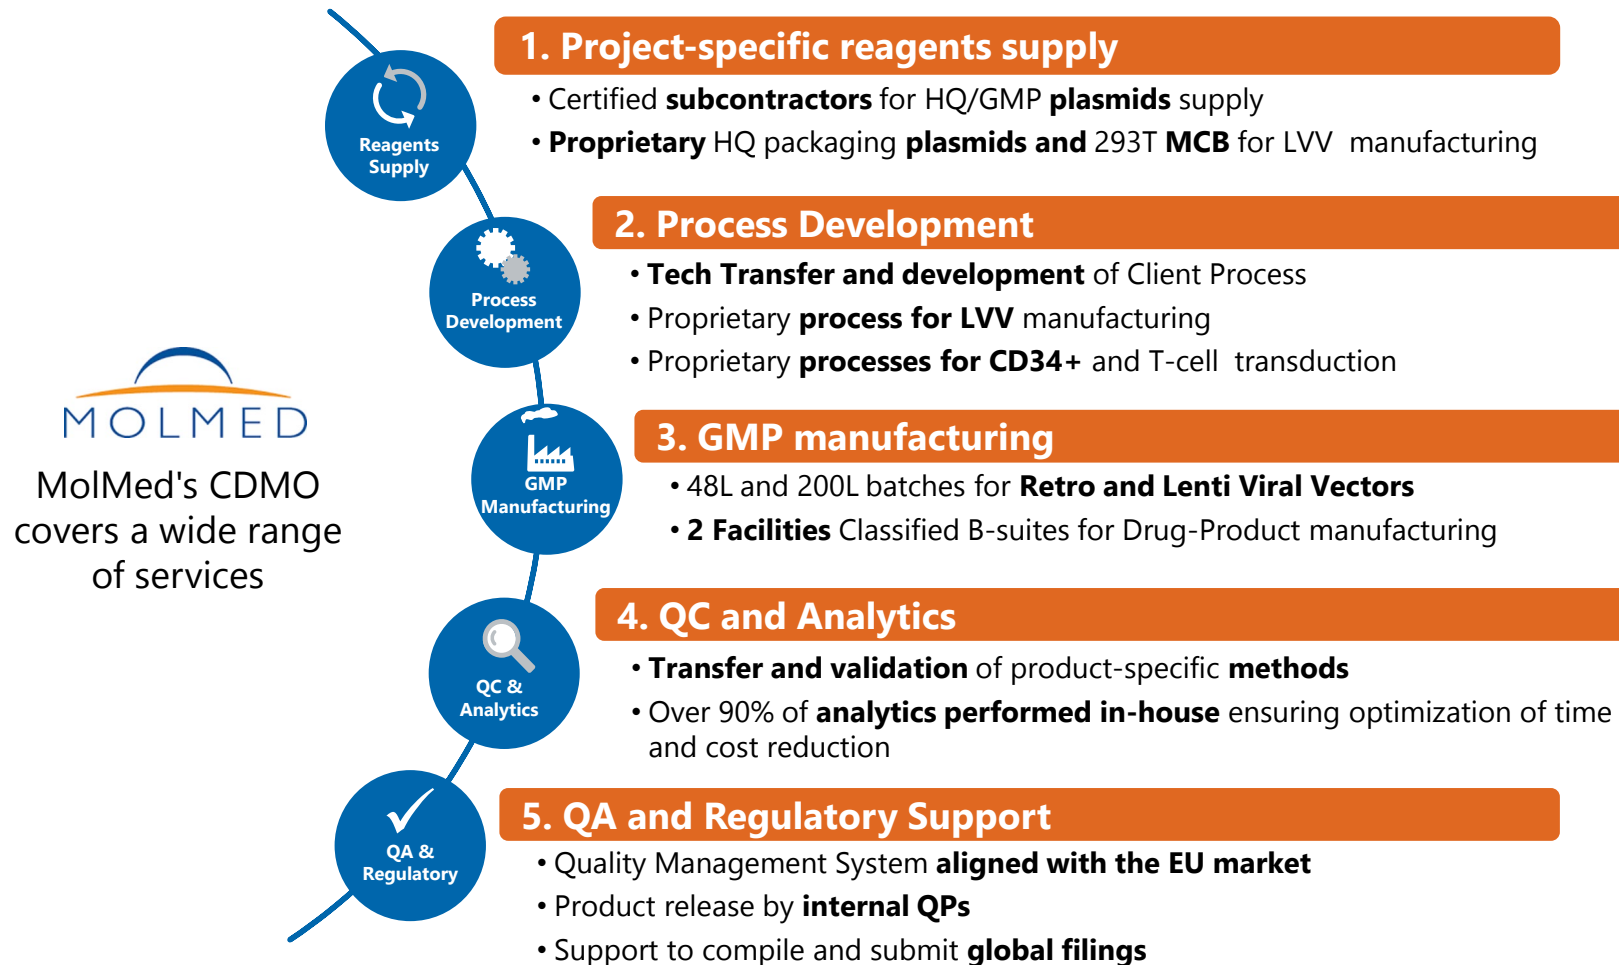 MOLMED
MolMed's CDMO
covers a wide range
of services
Reagents
Supply
1. Project-specific reagents supply
• Certified subcontractors for HQ/GMP plasmids supply
• Proprietary HQ packaging plasmids and 293T MCB for LVV manufacturing
Process
Development
2. Process Development
• Tech Transfer and development of Client Process
• Proprietary process for LVV manufacturing
• Proprietary processes for CD34+ and T-cell transduction
GMP
Manufacturing
3. GMP manufacturing
• 48L and 200L batches for Retro and Lenti Viral Vectors
• 2 Facilities Classified B-suites for Drug-Product manufacturing
QC &
Analytics
4. QC and Analytics
• Transfer and validation of product-specific methods
• Over 90% of analytics performed in-house ensuring optimization of time
and cost reduction
QA &
Regulatory
5. QA and Regulatory Support
• Quality Management System aligned with the EU market
• Product release by internal QPs
• Support to compile and submit global filings